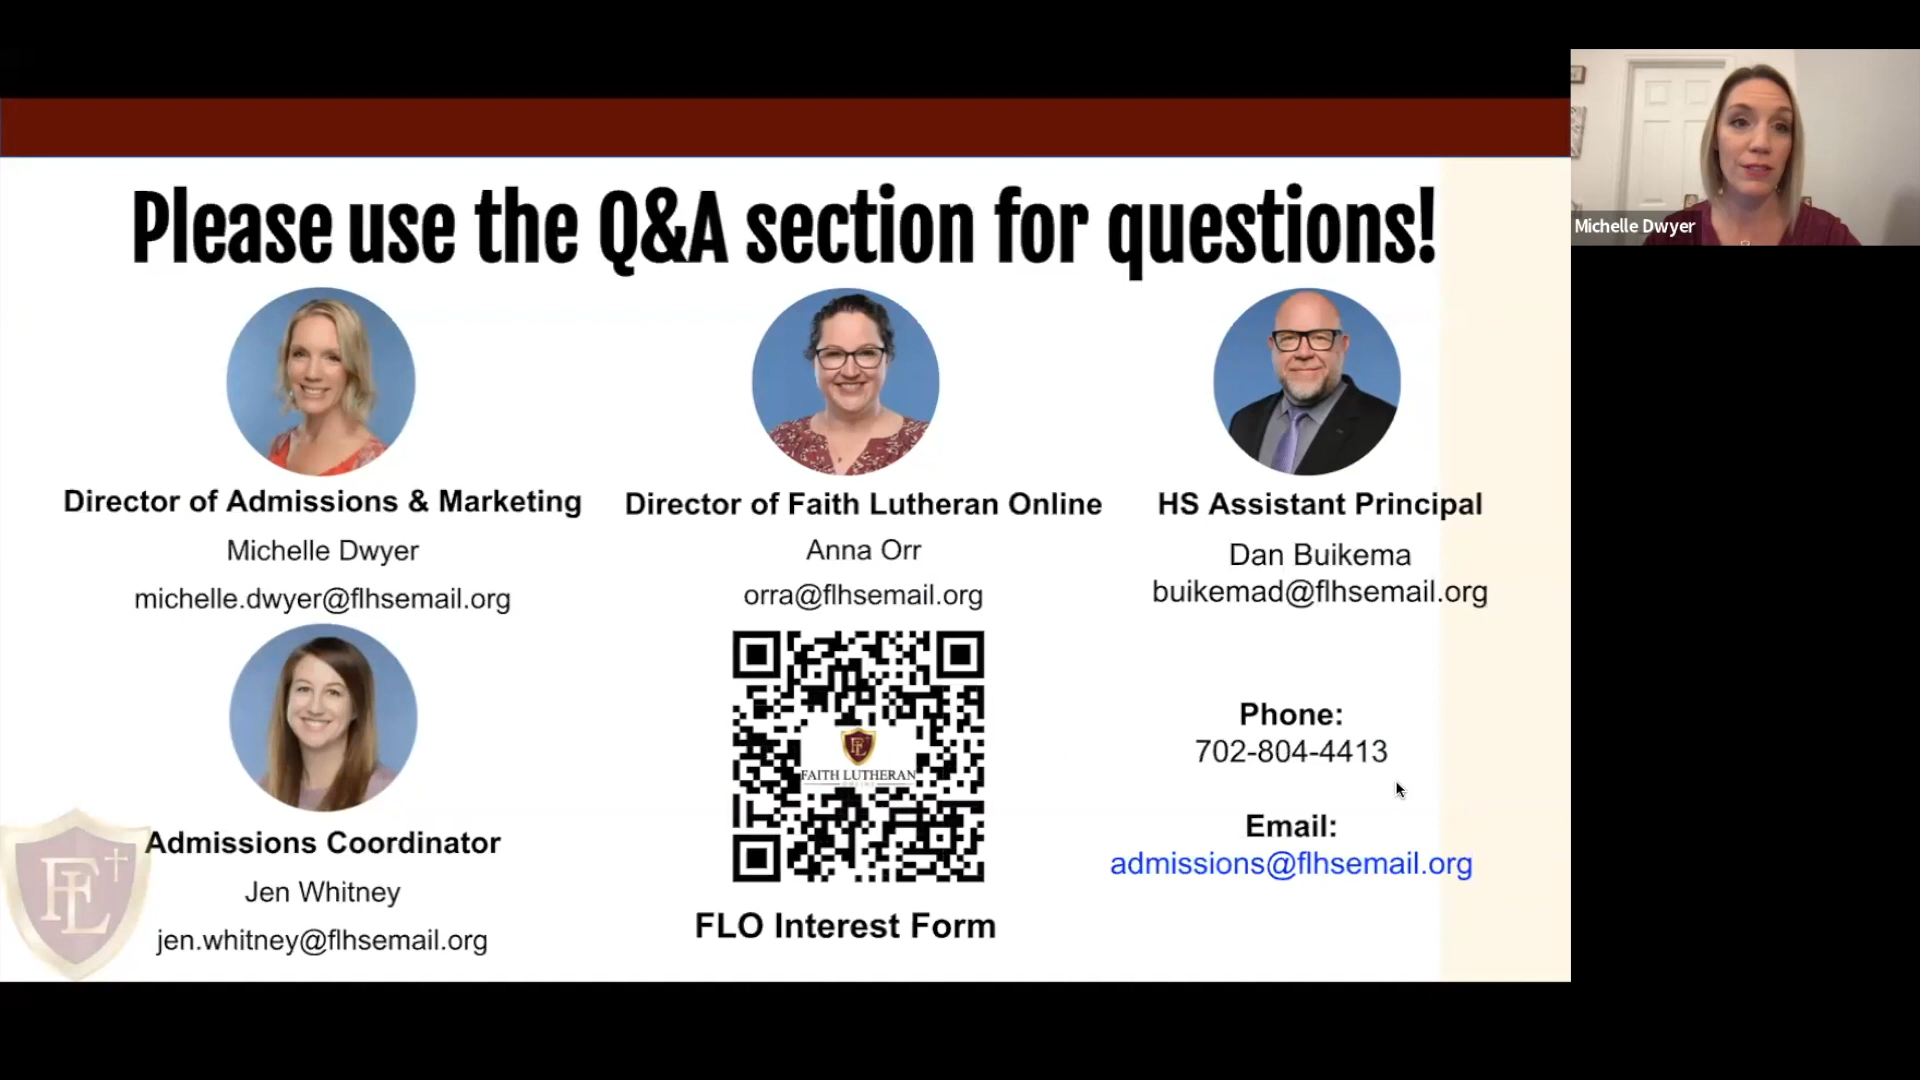 Please use the Q&A section for questions!
Michelle Dwyer
Director of Admissions & Marketing
Michelle Dwyer
michelle.dwyer@flhsemail.org
Director of Faith Lutheran Online
Anna Orr
orra@flhsemail.org
HS Assistant Principal
Dan Buikema
buikemad@flhsemail.org
Admissions Coordinator
Jen Whitney
jen.whitney@flhsemail.org
FL
FL
FAITH LUTHERAN
FLO Interest Form
Phone:
702-804-4413
Email:
admissions@flhsemail.org